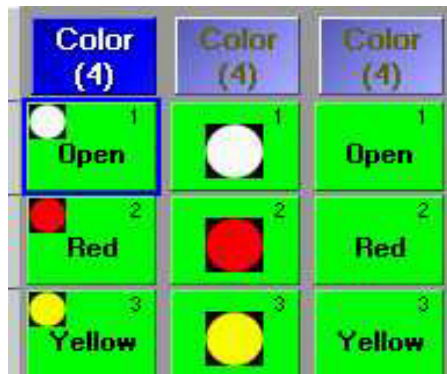 Color Color Color
(4) (4) (4)
1 1 1
Open Open
2 2 2
Red Red
3 3 3
Yellow Yellow